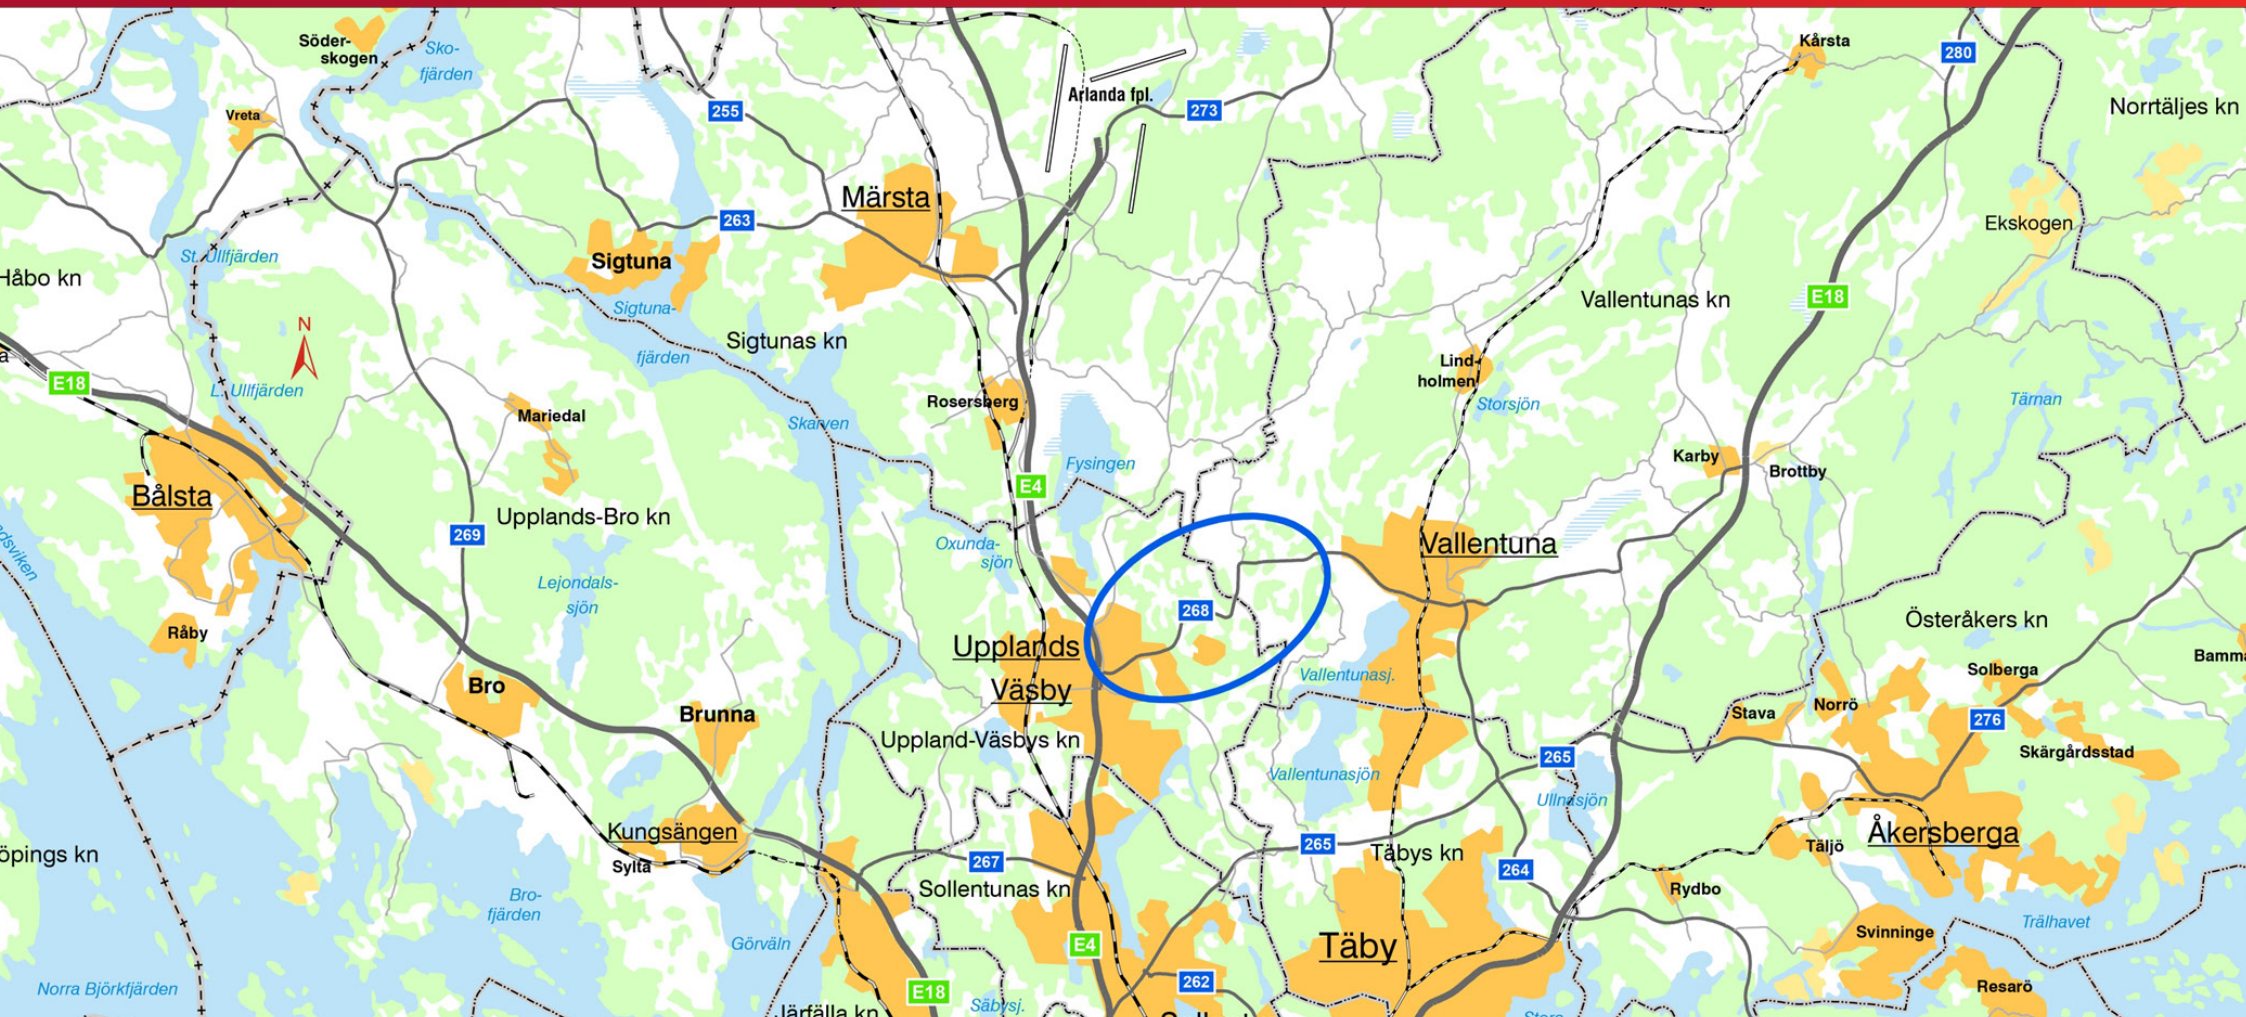 Söder-
skogen
Sko-
fjärden
Kårsta
280
Arlanda fpl.
255
273
Norrtäljes kn
Vreta
Märsta
263
Ekskogen
St. Ullfjärden
Sigtuna
Håbo kn
Vallentunas kn
E18
Sigtuna-
fjärden
N
Sigtunas kn
a
E18
L. Ullfjärden
Lind-
holmen
Storsjön
Tärnan
Mariedal
Rosersberg
Skarven
Karby
Brottby
Fysingen
E4
Bålsta
Upplands-Bro kn
269
Oxunda-
sjön
Vallentuna
Lejondals-
sjön
268
Råby
Upplands
Väsby
Österåkers kn
Solberga
Vallentunasj.
Bro
Brunna
Norrö
Stava
276
Uppland-Väsbys kn
Skärgårdsstad
265
Vallentunasjön
Ullnasjön
Kungsängen
Sylta
Åkersberga
Täljö
265
Täbys kn
öpings kn
267
Sollentunas kn
264
Rydbo
Bro-
fjärden
Görväln
E4
Täby
Svinninge
Trälhavet
Norra Björkfjärden
E18
262
Resarö
Säbysj.
Järfälla kn